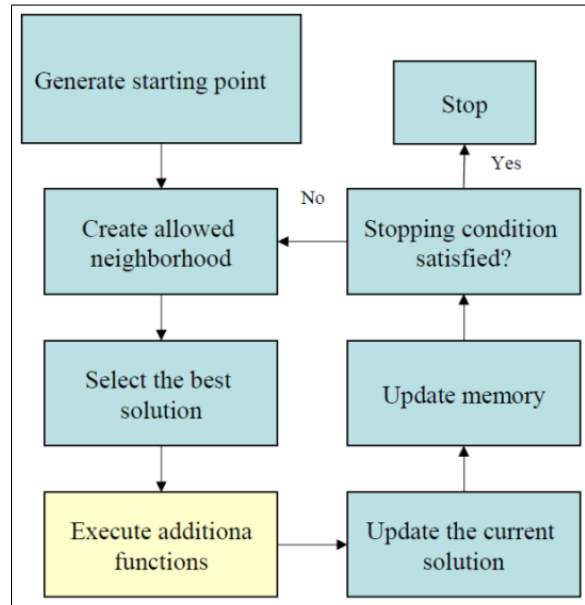 Generate starting point
Stop
Yes
No
Create allowed
neighborhood
Stopping condition
satisfied?
Select the best
solution
Update memory
Execute additiona
functions
Update the current
solution